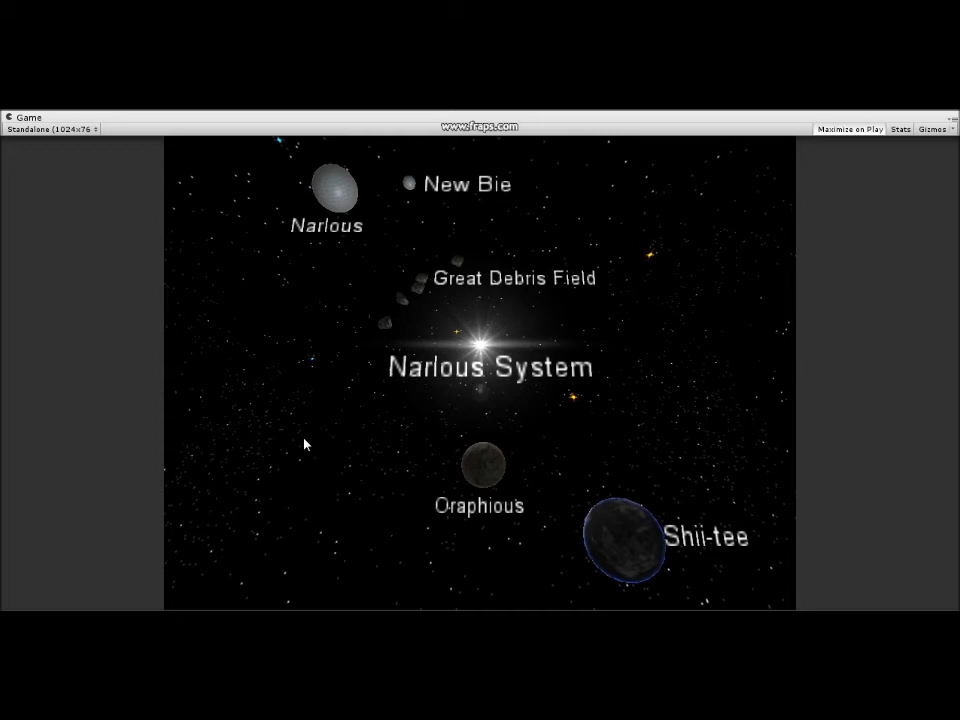 Game
Standalone (1024x76
www.fraps.com
Maximize on Play Stats Gizmos
New Bie
Narlous
Great Debris Field
Narlous System
Oraphious
Shii-tee